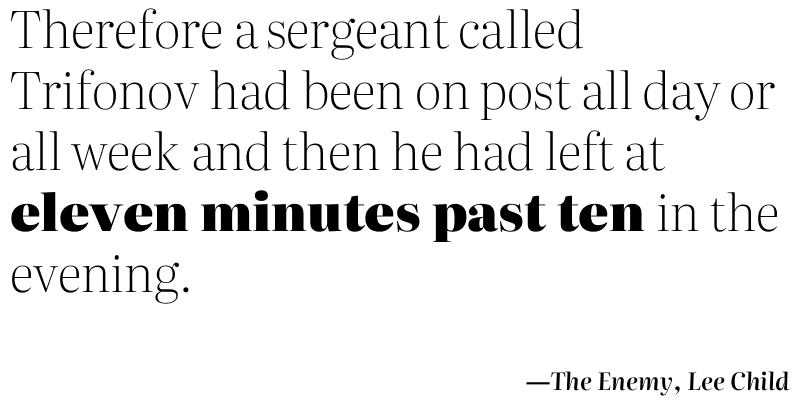 Therefore a sergeant called
Trifonov had been on post all day or
all week and then he had left at
eleven minutes past ten in the
evening.
—The Enemy, Lee Child